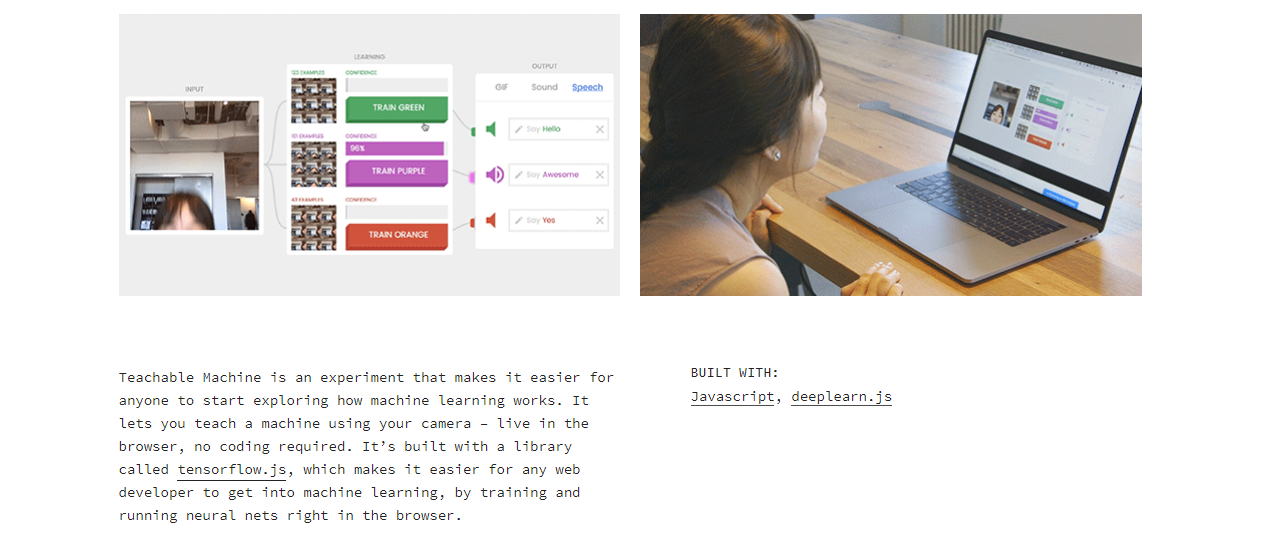 LEARNING
OUTPUT
INPUT
123 EXAMPLES
CONFIDENCE
GIF Sound Speech
TRAIN GREEN
Say Hello
101 EXAMPLES
CONFIDENCE
96%
TRAIN PURPLE
Say Awesome
EXAMPLES
CONFIDENCE
TRAIN ORANGE
Say Yes
Teachable Machine is an experiment that makes it easier for
anyone to start exploring how machine learning works. It
lets you teach a machine using your camera – live in the
browser, no coding required. It’s built with a library
called tensorflow.js, which makes it easier for any web
developer to get into machine learning, by training and
running neural nets right in the browser.
BUILT WITH:
Javascript, deeplearn.js